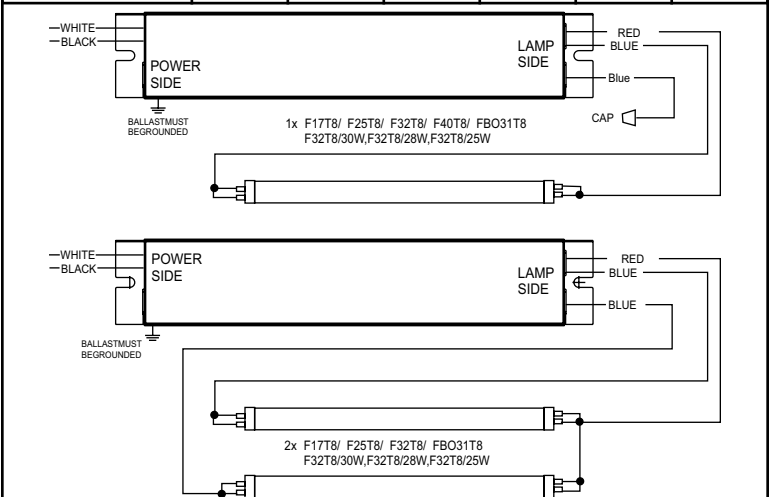 WHITE
BLACK
POWER
SIDE
LAMP
SIDE
RED
BLUE
Blue
CAP
BALLASTMUST
BEGROUNDED
1x F17T8/ F25T8/ F32T8/ F40T8/ FBO31T8
F32T8/30W,F32T8/28W,F32T8/25W
WHITE
BLACK
POWER
SIDE
LAMP
SIDE
RED
BLUE
BLUE
BALLASTMUST
BEGROUNDED
2x F17T8/ F25T8/ F32T8/ FBO31T8
F32T8/30W,F32T8/28W,F32T8/25W